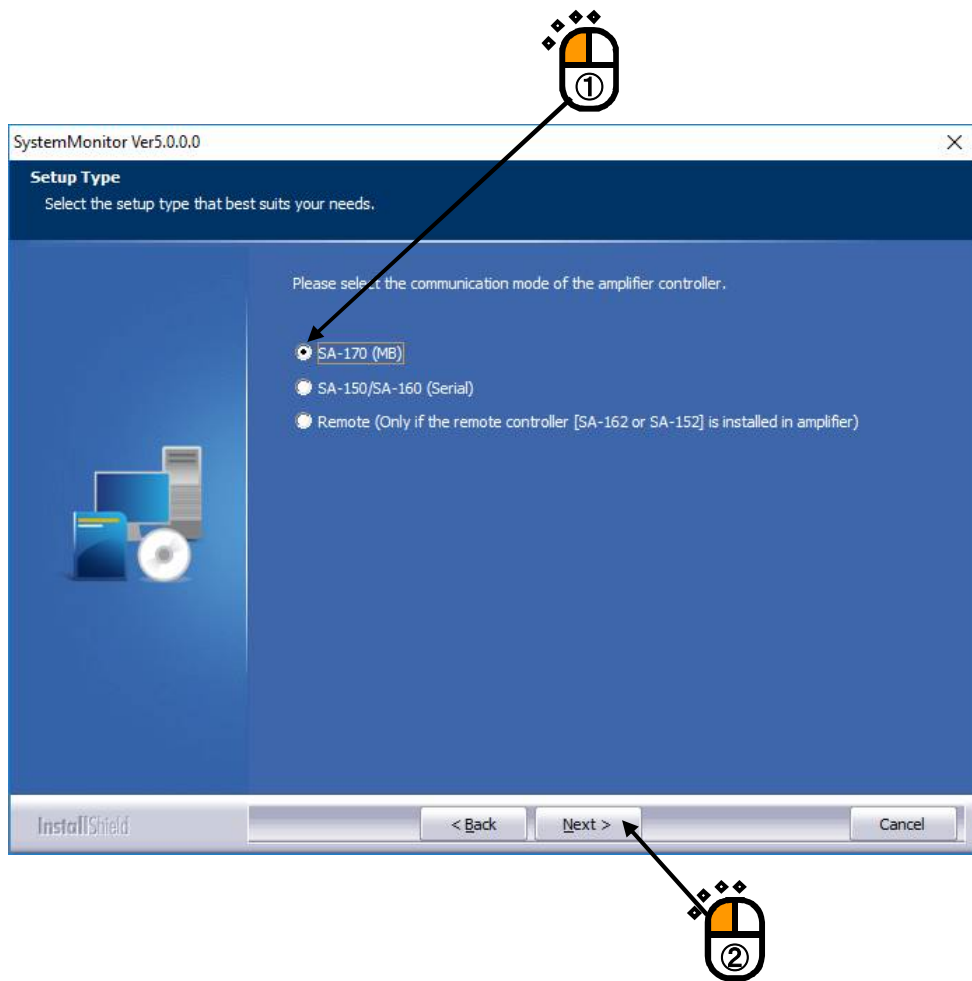 ①
SystemMonitor Ver5.0.0.0
Setup Type
Select the setup type that best suits your needs.
Please select the communication mode of the amplifier controller.
SA-170 (MB)
SA-150/SA-160 (Serial)
Remote (Only if the remote controller [SA-162 or SA-152] is installed in amplifier)
InstallShield
< Back
Next >
Cancel
②